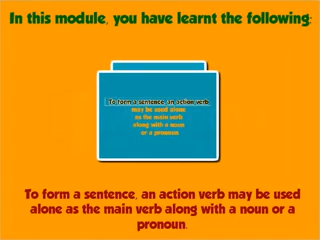 In this module, you have learnt the following:
To form a sentence, an action verb
may be used alone
as the main verb
along with a noun
or a pronoun
To form a sentence, an action verb may be used
alone as the main verb along with a noun or a
pronoun.